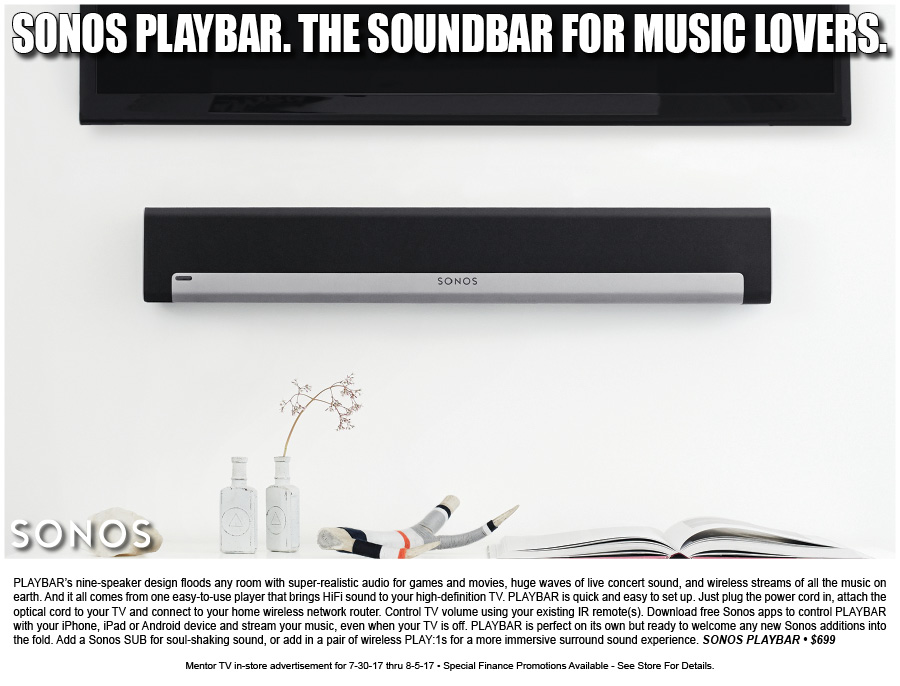 SONOS PLAYBAR. THE SOUNDBAR FOR MUSIC LOVERS.
SONOS
SONOS
PLAYBAR's nine-speaker design floods any room with super-realistic audio for games and movies, huge waves of live concert sound, and wireless streams of all the music on
earth. And it all comes from one easy-to-use player that brings HiFi sound to your high-definition TV. PLAYBAR is quick and easy to set up. Just plug the power cord in, attach the
optical cord to your TV and connect to your home wireless network router. Control TV volume using your existing IR remote(s). Download free Sonos apps to control PLAYBAR
with your iPhone, iPad or Android device and stream your music, even when your TV is off. PLAYBAR is perfect on its own but ready to welcome any new Sonos additions into
the fold. Add a Sonos SUB for soul-shaking sound, or add in a pair of wireless PLAY:1s for a more immersive surround sound experience. SONOS PLAYBAR • $699
Mentor TV in-store advertisement for 7-30-17 thru 8-5-17 • Special Finance Promotions Available - See Store For Details.